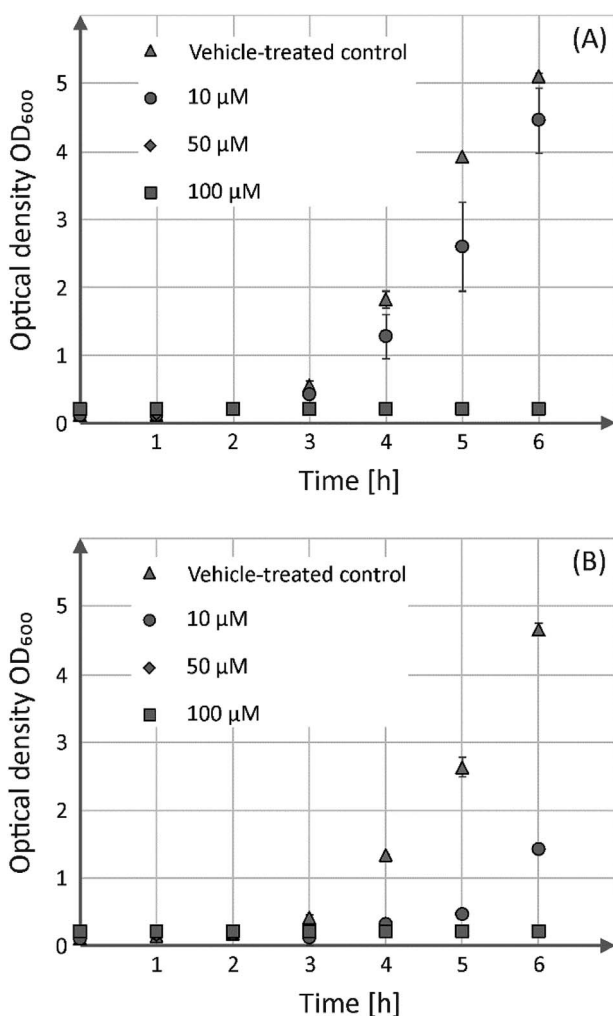 (A)
Vehicle-treated control
10 µM
50 µM
100 µM
Optical density OD₆₀₀
5
4
3
2
1
0
1 2 3 4 5 6
Time [h]
(B)
Vehicle-treated control
10 µM
50 µM
100 µM
Optical density OD₆₀₀
5
4
3
2
1
0
1 2 3 4 5 6
Time [h]